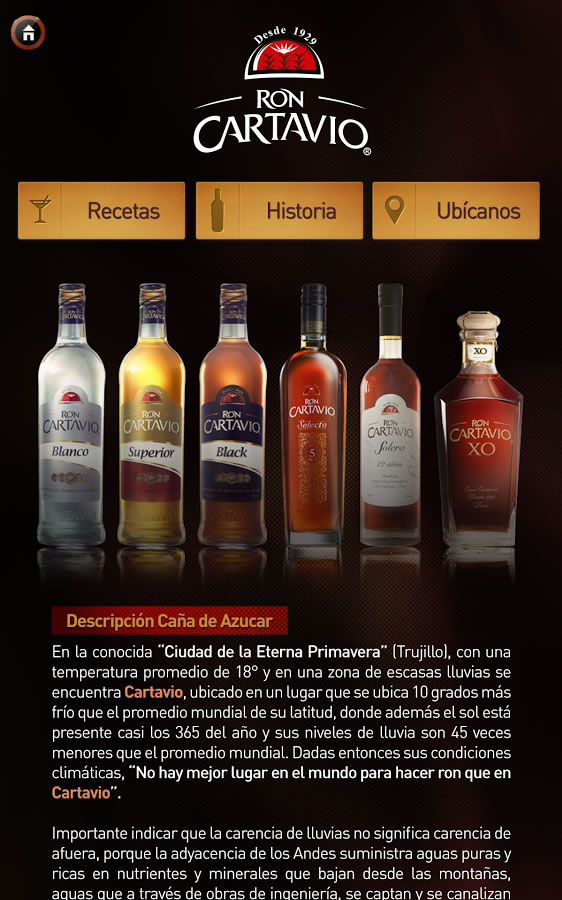 Desde 1929
RON
CARTAVIO®
Recetas
Historia
Ubícanos
RON
CARTAVIO
Blanco
RON
CARTAVIO
Superior
RON
CARTAVIO
Black
RON
CARTAVIO
Selecto
5
RON
CARTAVIO
Solera
12 años
XO
RON
CARTAVIO
XO
Descripción Caña de Azucar
En la conocida “Ciudad de la Eterna Primavera” (Trujillo), con una
temperatura promedio de 18° y en una zona de escasas lluvias se
encuentra Cartavio, ubicado en un lugar que se ubica 10 grados más
frío que el promedio mundial de su latitud, donde además el sol está
presente casi los 365 del año y sus niveles de lluvia son 45 veces
menores que el promedio mundial. Dadas entonces sus condiciones
climáticas, “No hay mejor lugar en el mundo para hacer ron que en
Cartavio”.
Importante indicar que la carencia de lluvias no significa carencia de
afuera, porque la adyacencia de los Andes suministra aguas puras y
ricas en nutrientes y minerales que bajan desde las montañas,
aguas que a través de obras de ingeniería, se captan y se canalizan